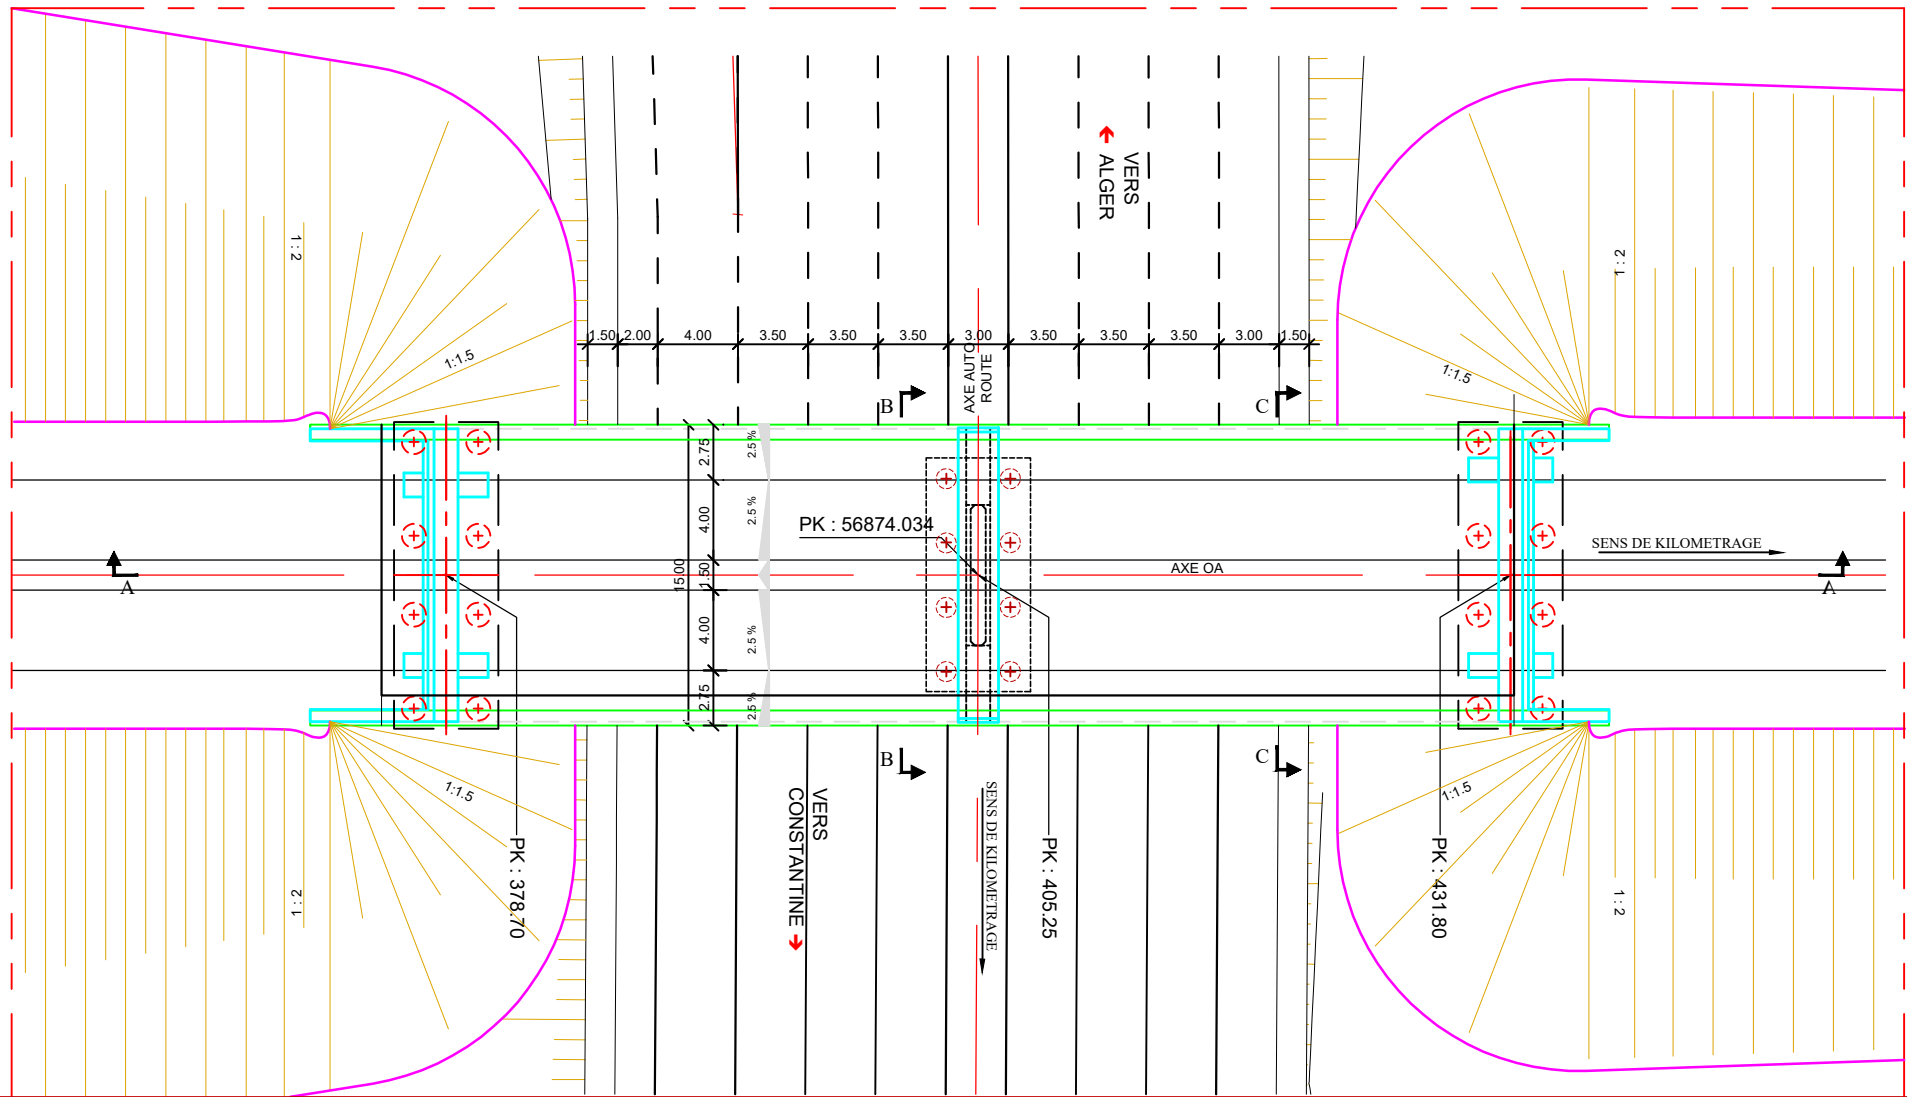 VERS
ALGER
1 : 2
1 : 2
1.50
2.00
4.00
3.50
3.50
3.50
3.00
3.50
3.50
3.50
3.00
1.50
AXE AUTO
ROUTE
1:1.5
1:1.5
B
C
2.75
2.5 %
4.00
2.5 %
PK : 56874.034
SENS DE KILOMETRAGE
AXE OA
A
A
15.00
1.50
4.00
2.5 %
2.75
2.5 %
B
C
1:1.5
1:1.5
VERS
CONSTANTINE
SENS DE KILOMETRAGE
PK : 378.70
PK : 405.25
PK : 431.80
1 : 2
1 : 2